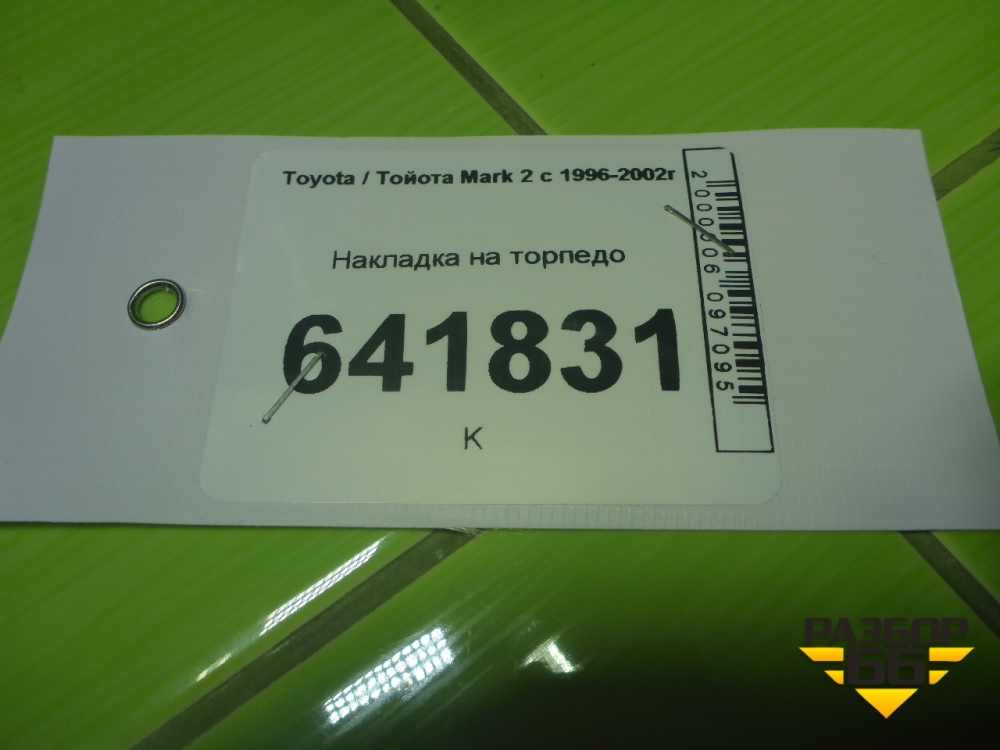 Toyota / Тойота Mark 2 с 1996-2002г
Накладка на торпедо
641831
К
2000006097095
РАЗБОР
66